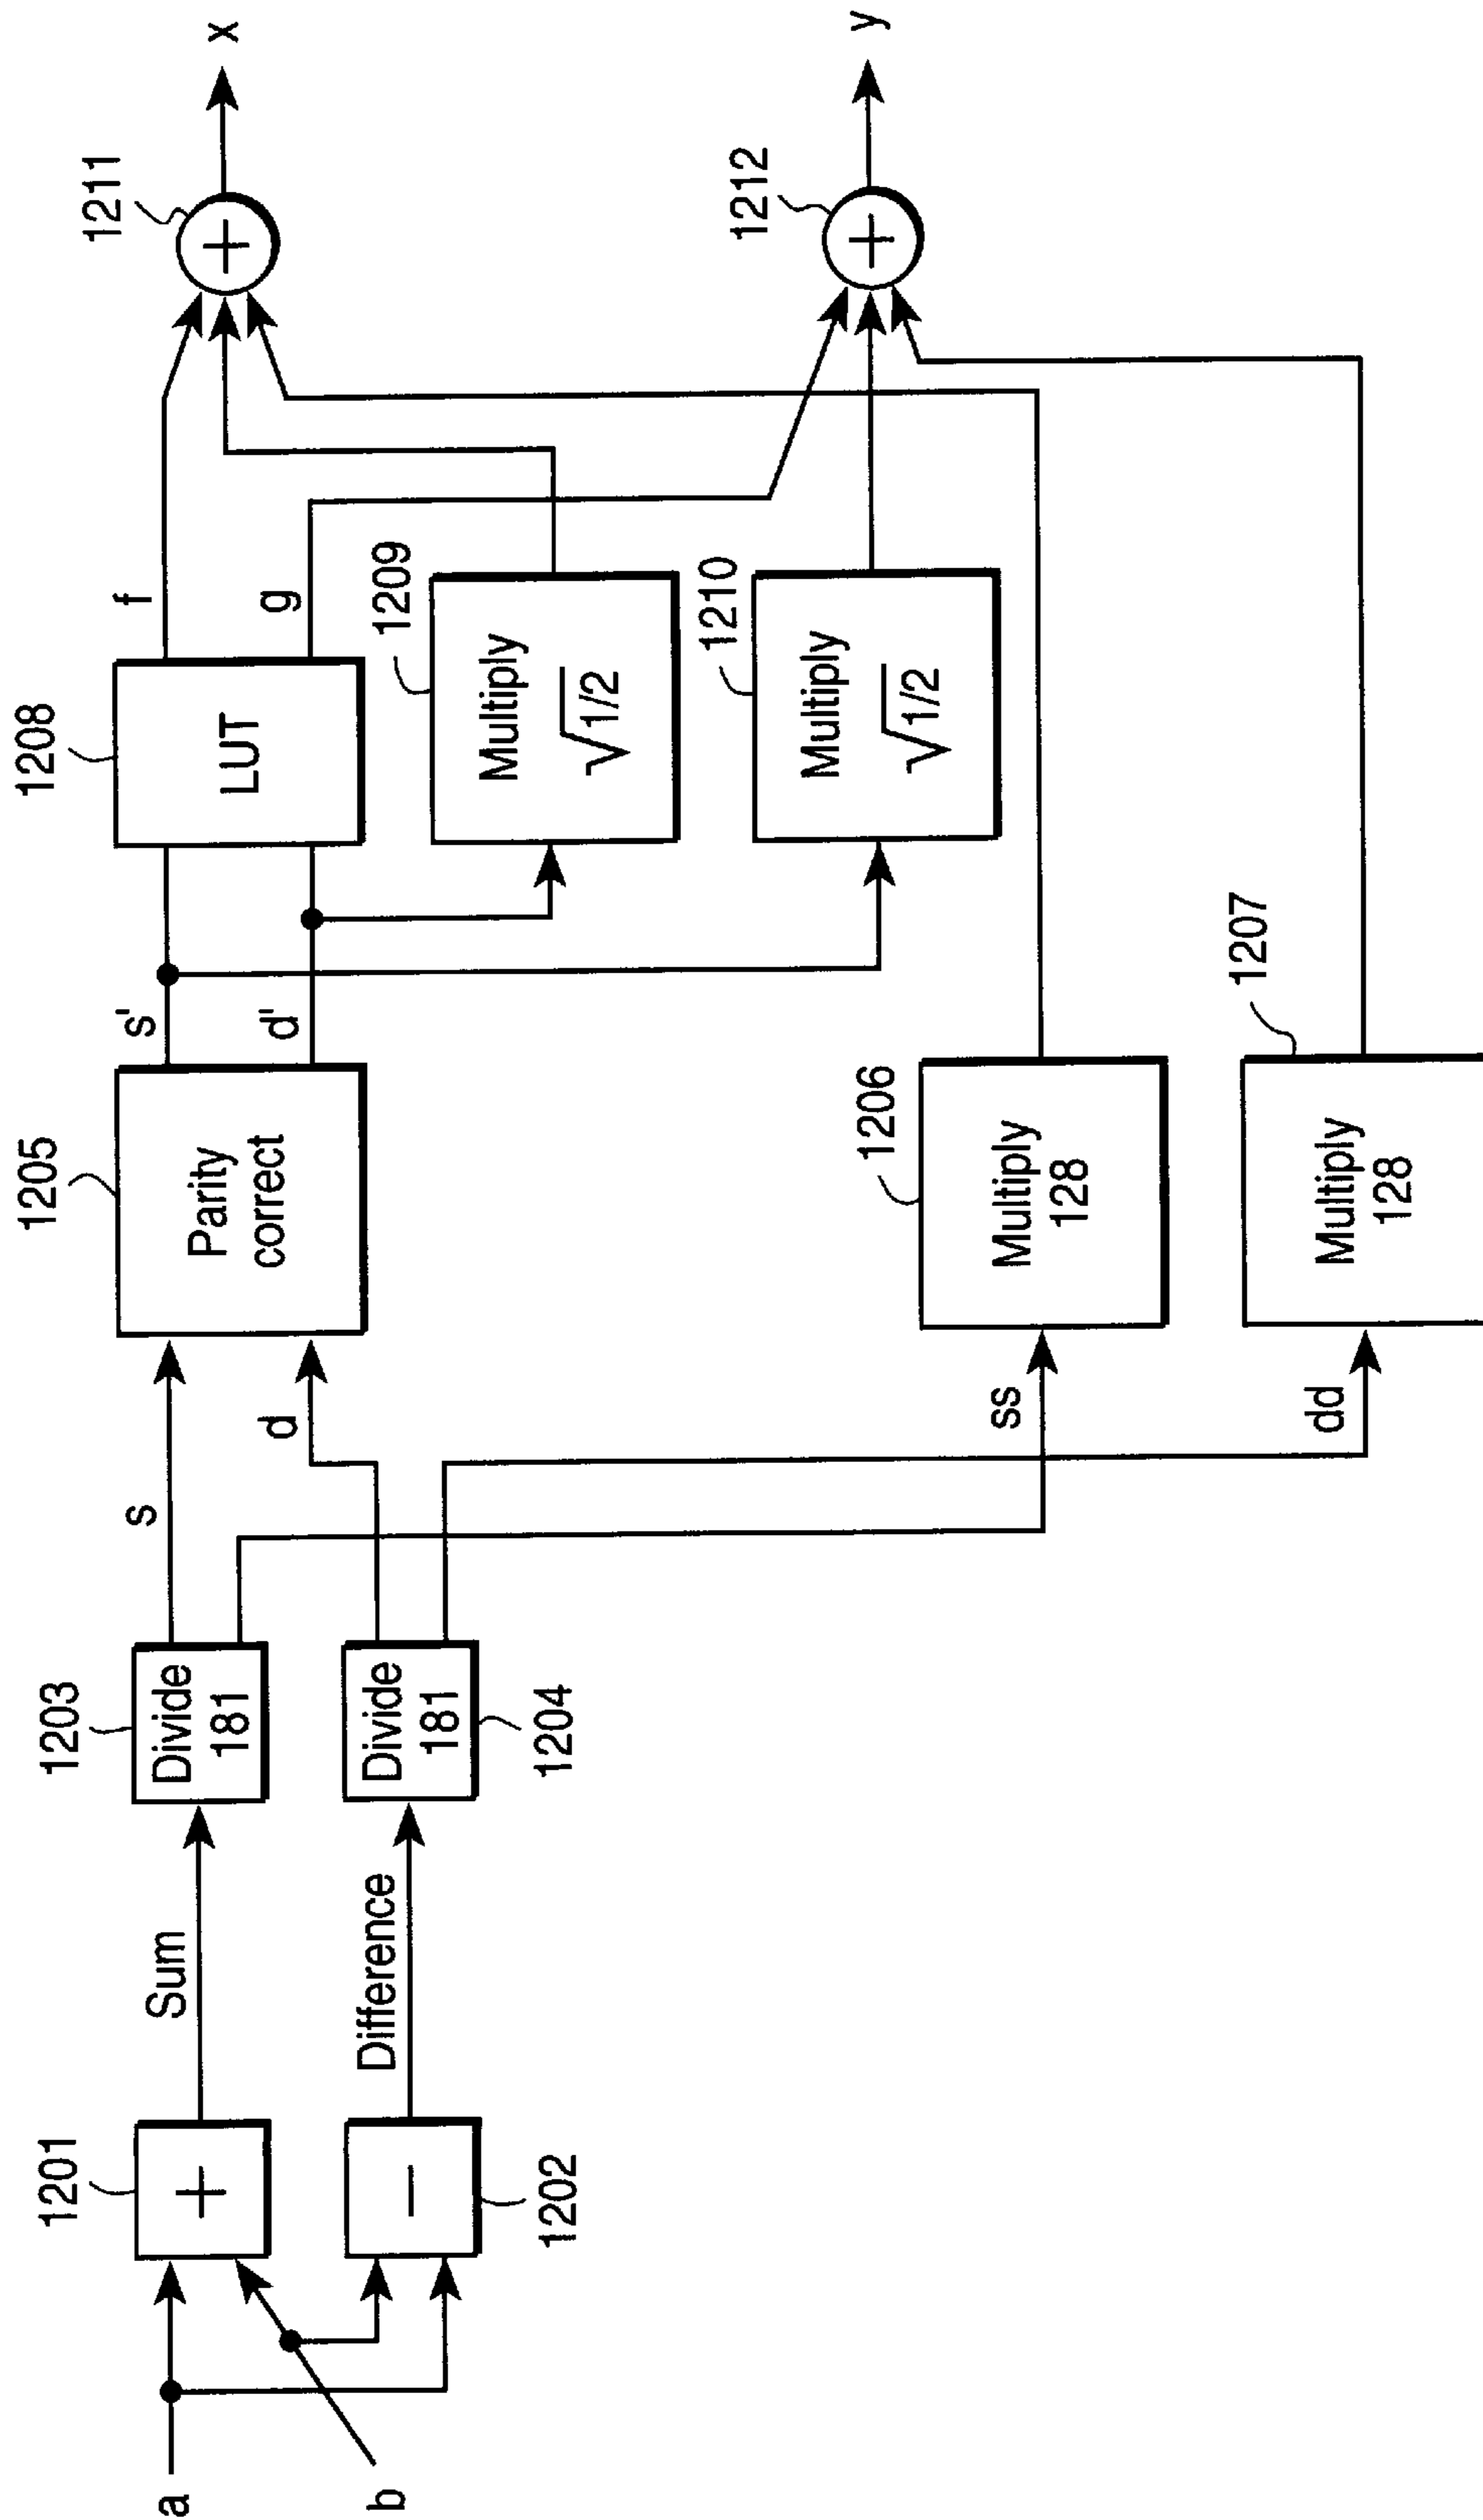 a
b
1201
+
1202
−
Sum
Difference
1203
Divide
181
Divide
181
1204
s
d
ss
dd
1205
Parity
correct
1206
Multiply
128
1207
Multiply
128
s'
d'
1208
LUT
f
g
1209
Multiply
√1/2
1210
Multiply
√1/2
1211
+
1212
+
x
y